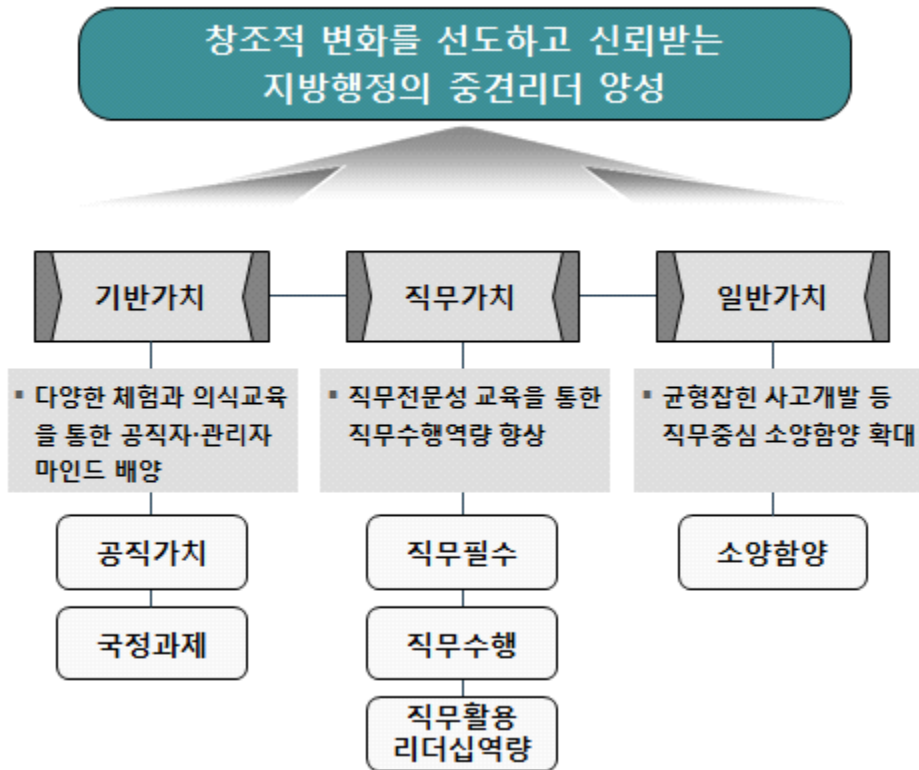 창조적 변화를 선도하고 신뢰받는
지방행정의 중견리더 양성
기반가치
직무가치
일반가치
▪ 다양한 체험과 의식교육
을 통한 공직자·관리자
마인드 배양
▪ 직무전문성 교육을 통한
직무수행역량 향상
▪ 균형잡힌 사고개발 등
직무중심 소양함양 확대
공직가치
국정과제
직무필수
직무수행
직무활용
리더십역량
소양함양